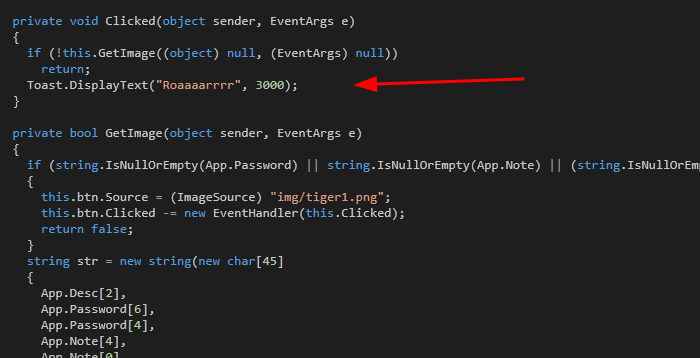 private void Clicked(object sender, EventArgs e)
{
if (!this.GetImage((object) null, (EventArgs) null))
return;
Toast.DisplayText("Roaaaarrrr", 3000);
}
private bool GetImage(object sender, EventArgs e)
{
if (string.IsNullOrEmpty(App.Password) || string.IsNullOrEmpty(App.Note) || (string.IsNullOrEm
{
this.btn.Source = (ImageSource) "img/tiger1.png";
this.btn.Clicked -= new EventHandler(this.Clicked);
return false;
}
string str = new string(new char[45]
{
App.Desc[2],
App.Password[6],
App.Password[4],
App.Note[4],
App.Note[0]